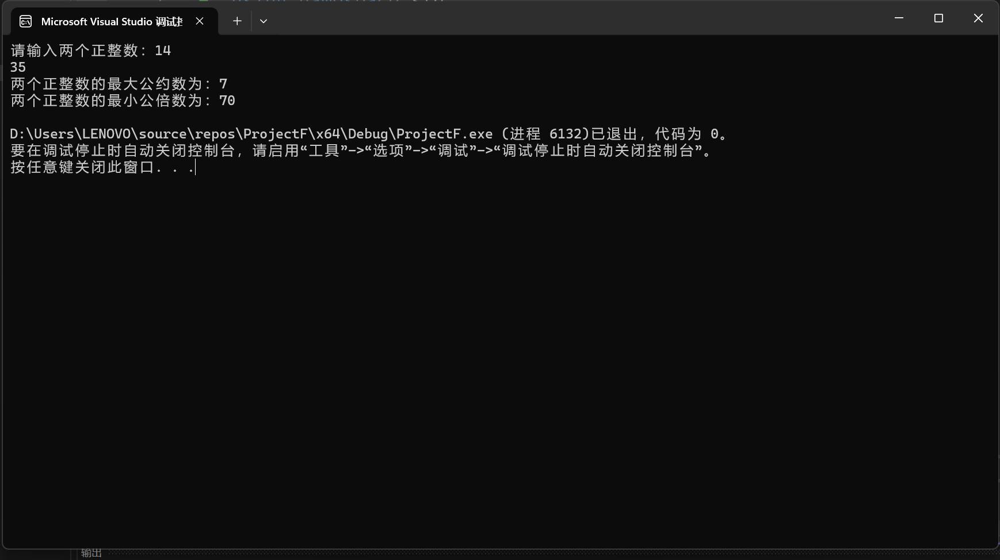 Microsoft Visual Studio 调试
请输入两个正整数：14
35
两个正整数的最大公约数为：7
两个正整数的最小公倍数为：70
D:\Users\LENOVO\source\repos\ProjectF\x64\Debug\ProjectF.exe (进程 6132)已退出，代码为 0。
要在调试停止时自动关闭控制台，请启用“工具”->“选项”->“调试”->“调试停止时自动关闭控制台”。
按任意键关闭此窗口. . .
输出